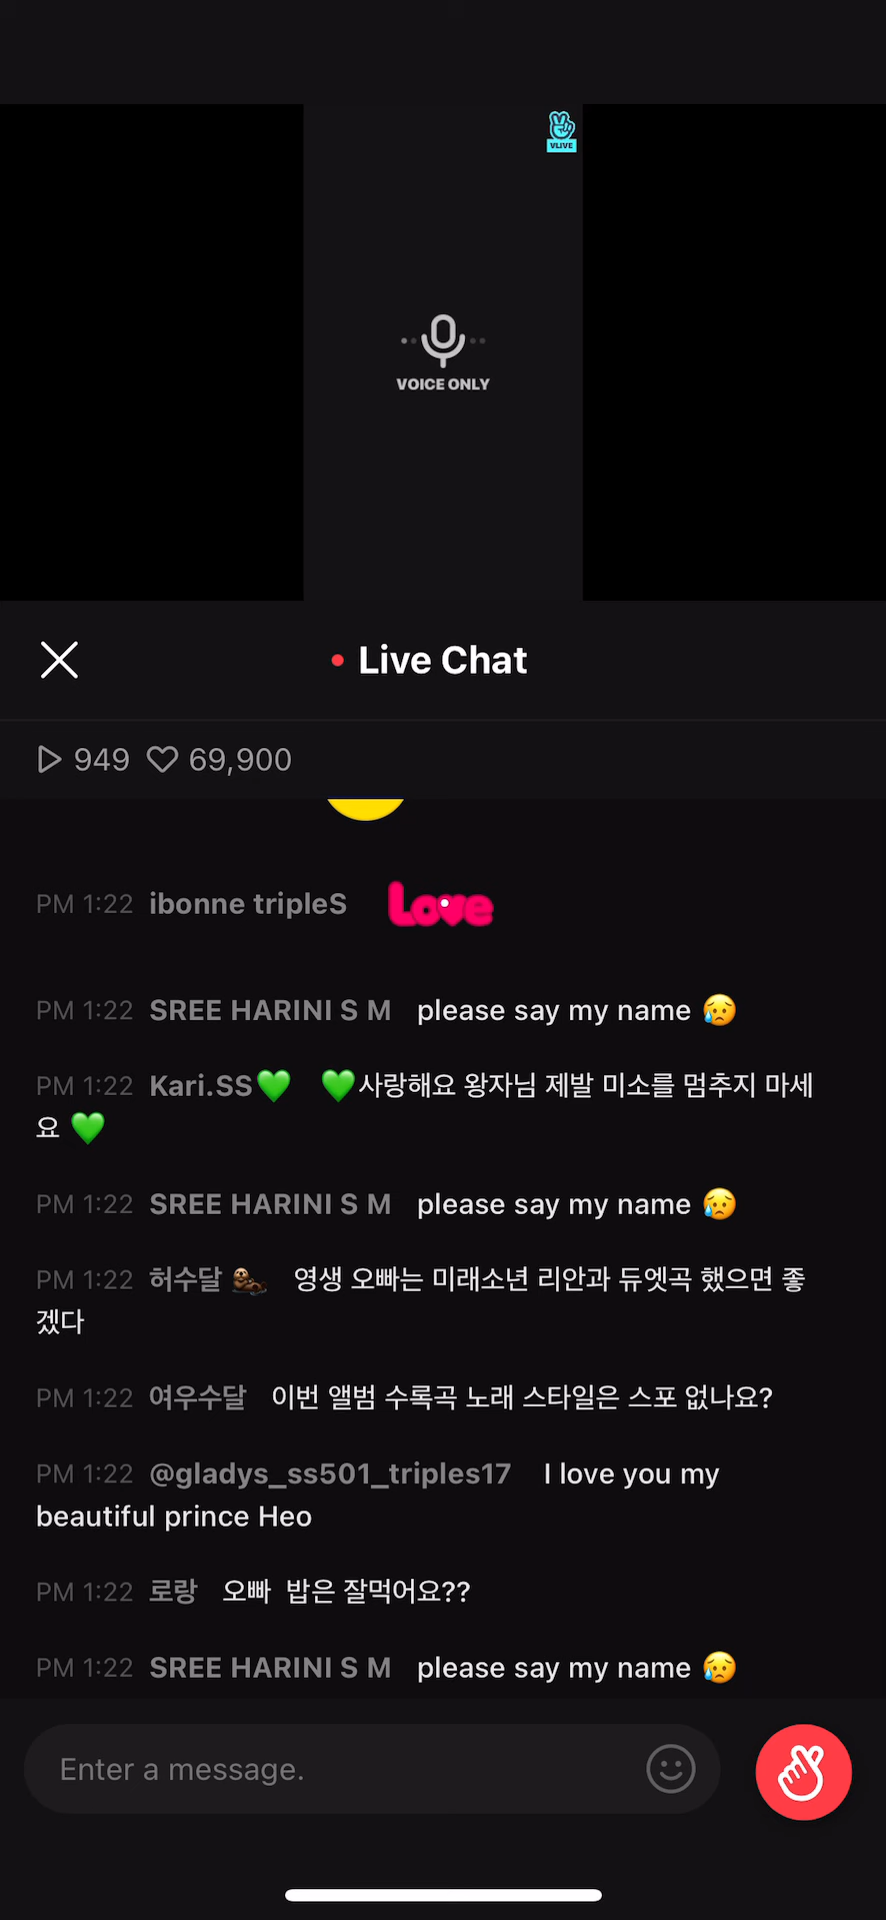 VLIVE
VOICE ONLY
Live Chat
949 69,900
PM 1:22 ibonne tripleS Love
PM 1:22 SREE HARINI S M please say my name 😥
PM 1:22 Kari.SS💚 💚사랑해요 왕자님 제발 미소를 멈추지 마세
요 💚
PM 1:22 SREE HARINI S M please say my name 😥
PM 1:22 허수달 🦦 영생 오빠는 미래소년 리안과 듀엣곡 했으면 좋
겠다
PM 1:22 여우수달 이번 앨범 수록곡 노래 스타일은 스포 없나요?
PM 1:22 @gladys_ss501_triples17 I love you my
beautiful prince Heo
PM 1:22 로랑 오빠 밥은 잘먹어요??
PM 1:22 SREE HARINI S M please say my name 😥
Enter a message.